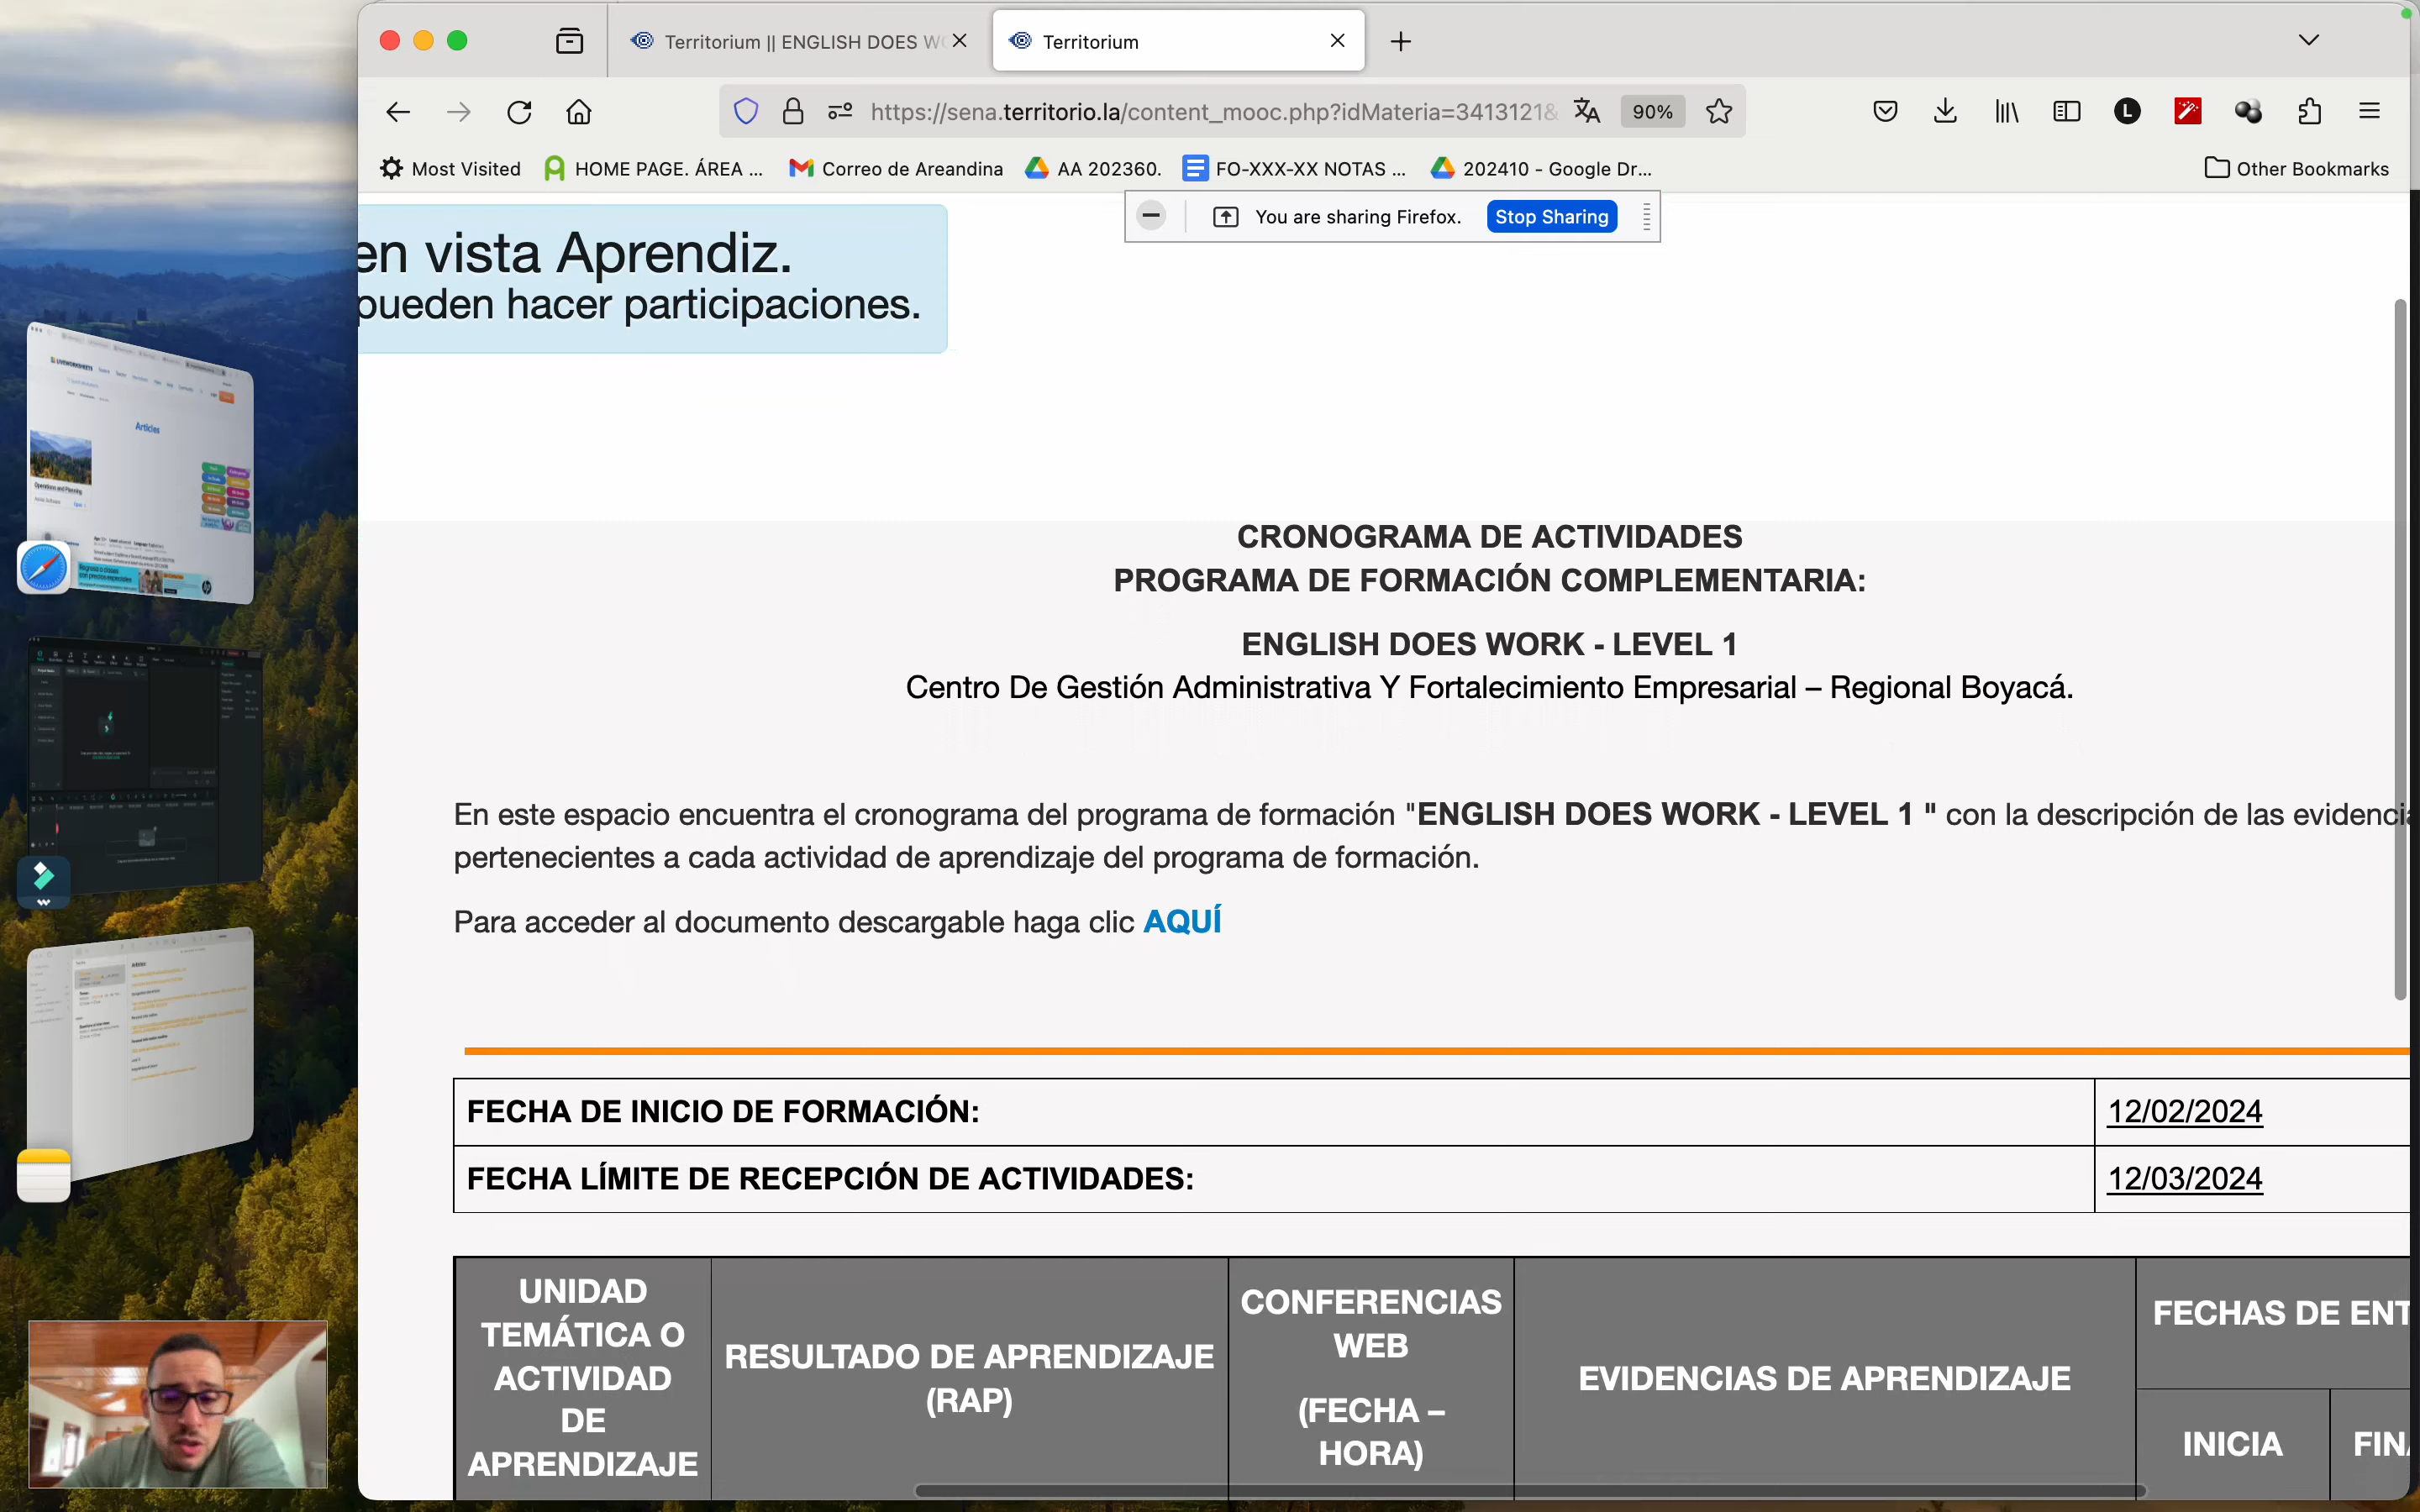 Territorium || ENGLISH DOES WO
Territorium
https://sena.territorio.la/content_mooc.php?idMateria=3413121&
90%
L
Most Visited
HOME PAGE. ÁREA ...
Correo de Areandina
AA 202360.
FO-XXX-XX NOTAS ...
202410 - Google Dr...
Other Bookmarks
You are sharing Firefox.
Stop Sharing
en vista Aprendiz.
pueden hacer participaciones.
CRONOGRAMA DE ACTIVIDADES
PROGRAMA DE FORMACIÓN COMPLEMENTARIA:
ENGLISH DOES WORK - LEVEL 1
Centro De Gestión Administrativa Y Fortalecimiento Empresarial – Regional Boyacá.
En este espacio encuentra el cronograma del programa de formación "ENGLISH DOES WORK - LEVEL 1 " con la descripción de las evidencia
pertenecientes a cada actividad de aprendizaje del programa de formación.
Para acceder al documento descargable haga clic AQUÍ
FECHA DE INICIO DE FORMACIÓN:
12/02/2024
FECHA LÍMITE DE RECEPCIÓN DE ACTIVIDADES:
12/03/2024
UNIDAD
TEMÁTICA O
ACTIVIDAD
DE
APRENDIZAJE
RESULTADO DE APRENDIZAJE
(RAP)
CONFERENCIAS
WEB
(FECHA –
HORA)
EVIDENCIAS DE APRENDIZAJE
FECHAS DE ENT
INICIA
FINA
LIVEWORKSHEETS
Articles